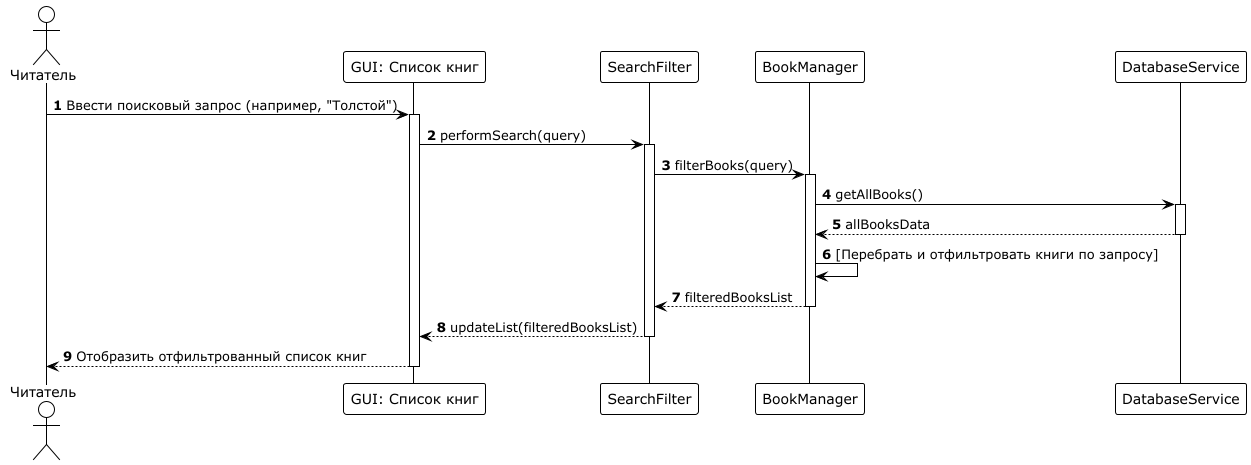 Читатель
GUI: Список книг
SearchFilter
BookManager
DatabaseService
1 Ввести поисковый запрос (например, "Толстой")
2 performSearch(query)
3 filterBooks(query)
4 getAllBooks()
5 allBooksData
6 [Перебрать и отфильтровать книги по запросу]
7 filteredBooksList
8 updateList(filteredBooksList)
9 Отобразить отфильтрованный список книг
Читатель
GUI: Список книг
SearchFilter
BookManager
DatabaseService